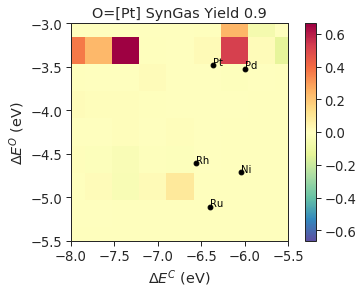 O=[Pt] SynGas Yield 0.9
−3.0
−3.5
−4.0
−4.5
−5.0
−5.5
ΔE^O (eV)
Pt
Pd
Rh
Ni
Ru
−8.0 −7.5 −7.0 −6.5 −6.0 −5.5
ΔE^C (eV)
0.6
0.4
0.2
0.0
−0.2
−0.4
−0.6